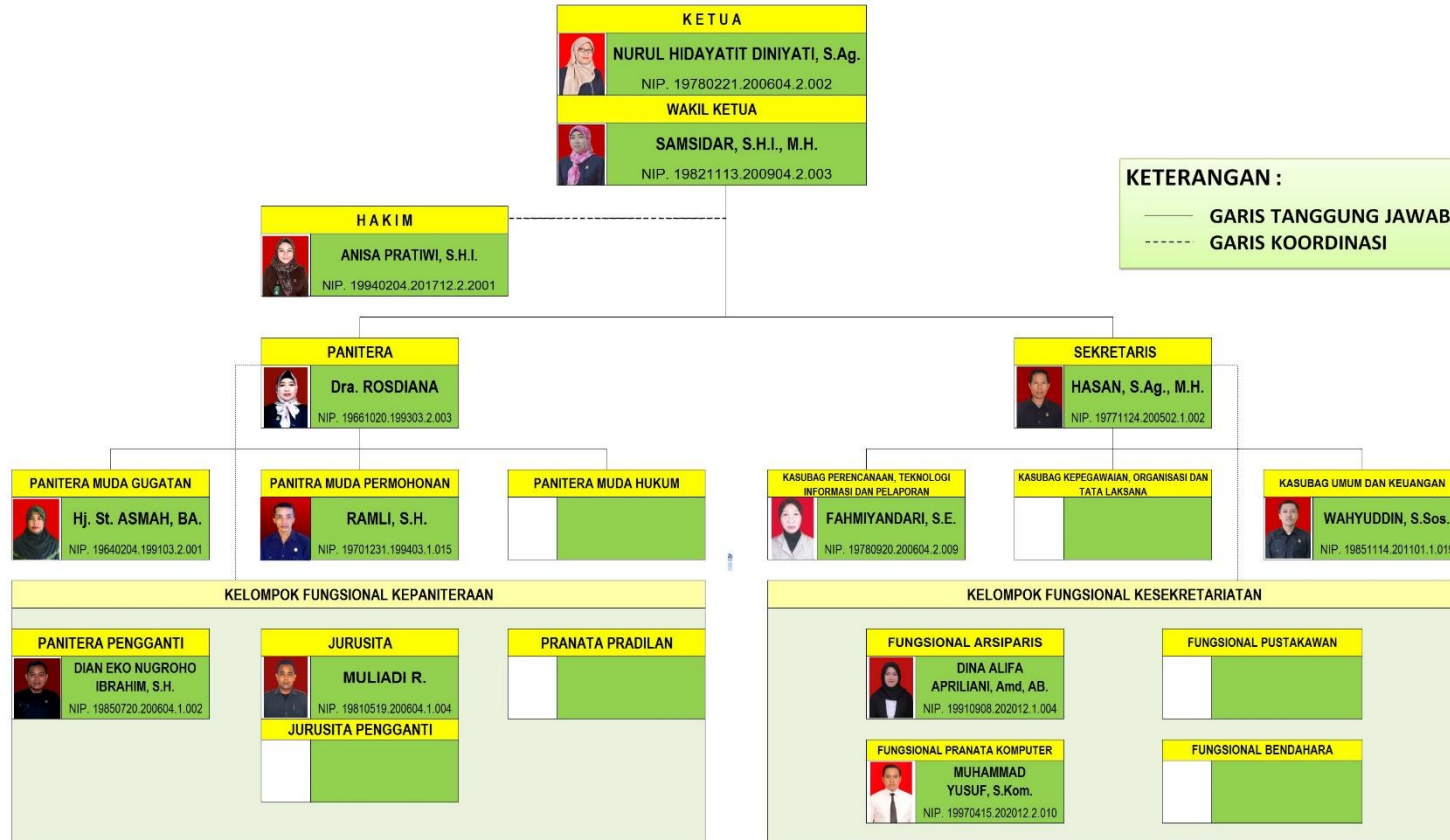 KETUA
NURUL HIDAYATIT DINIYATI, S.Ag.
NIP. 19780221.200604.2.002
WAKIL KETUA
SAMSIDAR, S.H.I., M.H.
NIP. 19821113.200904.2.003
KETERANGAN :
GARIS TANGGUNG JAWAB
GARIS KOORDINASI
HAKIM
ANISA PRATIWI, S.H.I.
NIP. 19940204.201712.2.2001
PANITERA
Dra. ROSDIANA
NIP. 19661020.199303.2.003
SEKRETARIS
HASAN, S.Ag., M.H.
NIP. 19771124.200502.1.002
PANITERA MUDA GUGATAN
Hj. St. ASMAH, BA.
NIP. 19640204.199103.2.001
PANITRA MUDA PERMOHONAN
RAMLI, S.H.
NIP. 19701231.199403.1.015
PANITERA MUDA HUKUM
KASUBAG PERENCANAAN, TEKNOLOGI
INFORMASI DAN PELAPORAN
FAHMIYANDARI, S.E.
NIP. 19780920.200604.2.009
KASUBAG KEPEGAWAIAN, ORGANISASI DAN
TATA LAKSANA
KASUBAG UMUM DAN KEUANGAN
WAHYUDDIN, S.Sos.
NIP. 19851114.201101.1.019
KELOMPOK FUNGSIONAL KEPANITERAAN
PANITERA PENGGANTI
DIAN EKO NUGROHO
IBRAHIM, S.H.
NIP. 19850720.200604.1.002
JURUSITA
MULIADI R.
NIP. 19810519.200604.1.004
JURUSITA PENGGANTI
PRANATA PRADILAN
KELOMPOK FUNGSIONAL KESEKRETARIATAN
FUNGSIONAL ARSIPARIS
DINA ALIFA
APRILIANI, Amd, AB.
NIP. 19910908.202012.1.004
FUNGSIONAL PUSTAKAWAN
FUNGSIONAL PRANATA KOMPUTER
MUHAMMAD
YUSUF, S.Kom.
NIP. 19970415.202012.2.010
FUNGSIONAL BENDAHARA